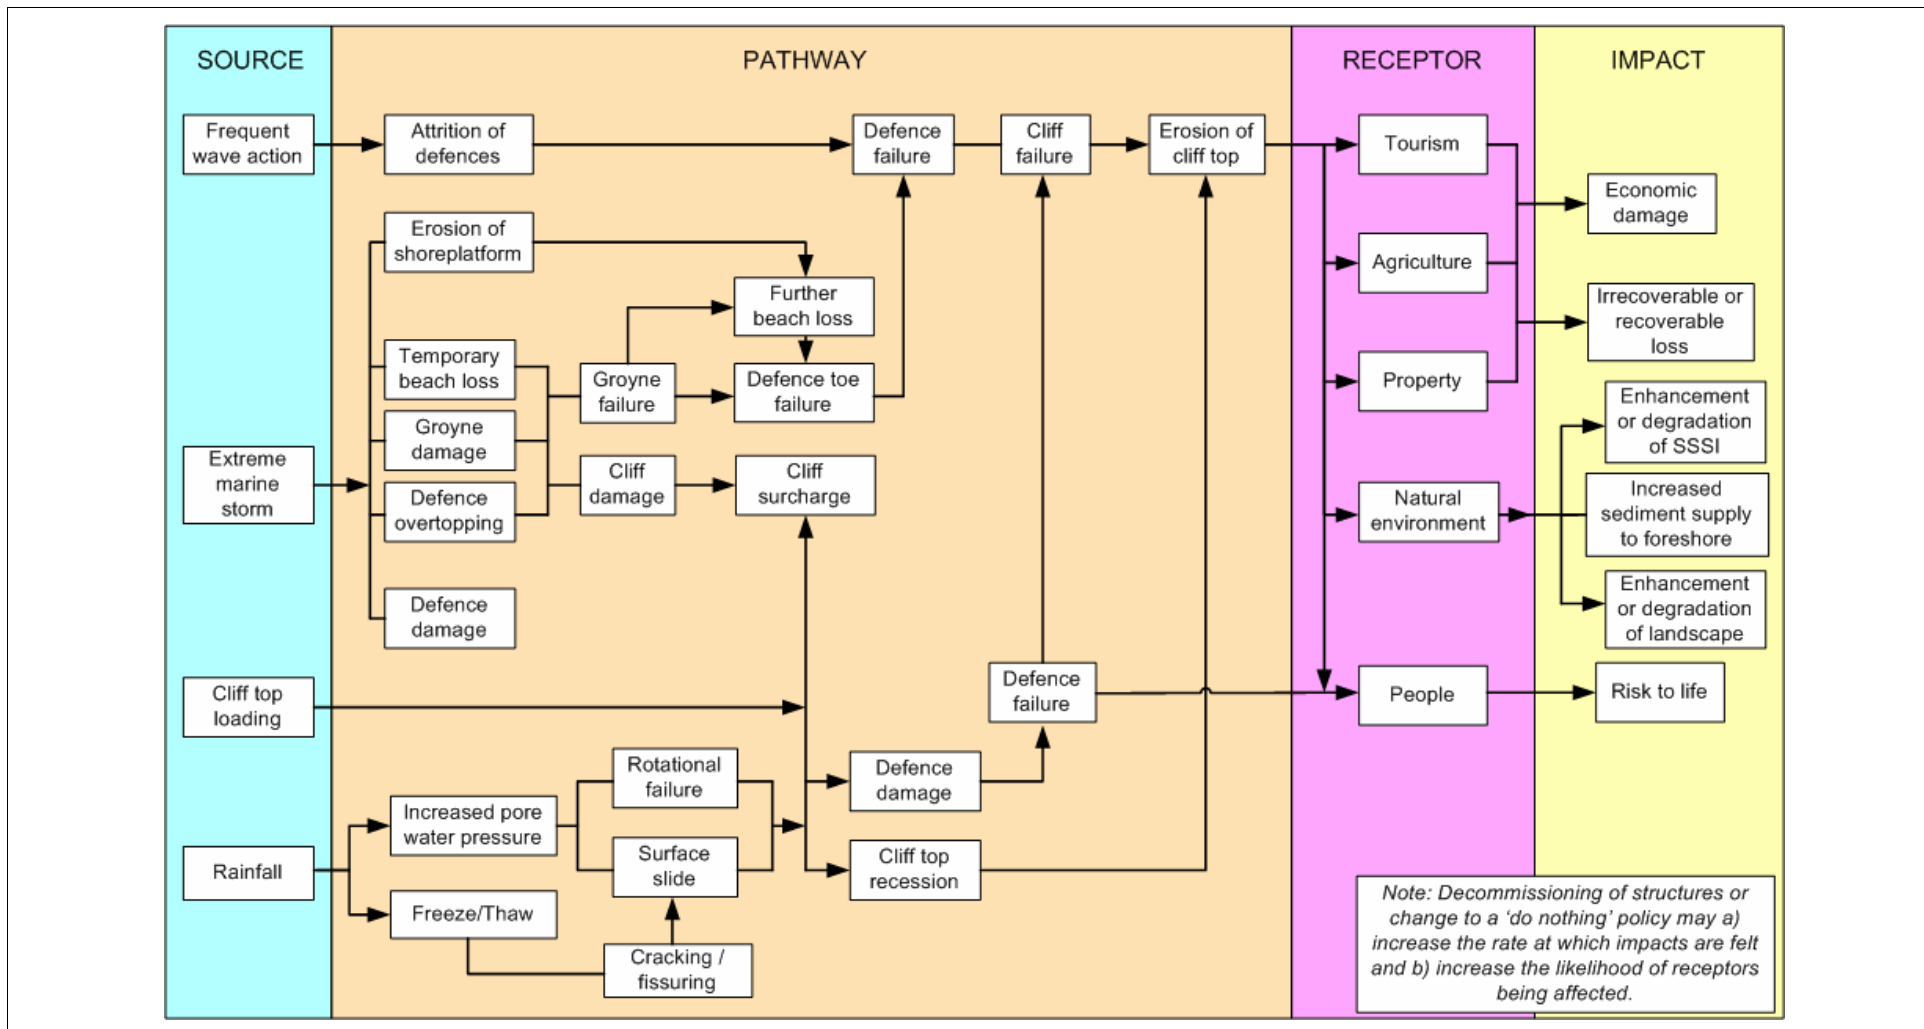 SOURCE
PATHWAY
RECEPTOR
IMPACT
Frequent
wave action
Attrition of
defences
Defence
failure
Cliff
failure
Erosion of
cliff top
Tourism
Economic
damage
Erosion of
shoreplatform
Agriculture
Further
beach loss
Irrecoverable or
recoverable
loss
Temporary
beach loss
Groyne
failure
Defence toe
failure
Property
Enhancement
or degradation
of SSSI
Groyne
damage
Extreme
marine
storm
Cliff
damage
Cliff
surcharge
Defence
overtopping
Natural
environment
Increased
sediment supply
to foreshore
Defence
damage
Enhancement
or degradation
of landscape
Cliff top
loading
Defence
failure
People
Risk to life
Rotational
failure
Defence
damage
Increased pore
water pressure
Rainfall
Surface
slide
Cliff top
recession
Freeze/Thaw
Cracking /
fissuring
Note: Decommissioning of structures or
change to a ‘do nothing’ policy may a)
increase the rate at which impacts are felt
and b) increase the likelihood of receptors
being affected.